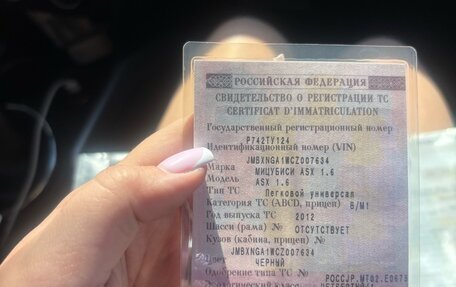 РОССИЙСКАЯ ФЕДЕРАЦИЯ
СВИДЕТЕЛЬСТВО О РЕГИСТРАЦИИ ТС
CERTIFICAT D'IMMATRICULATION
Государственный регистрационный номер
Р742ТУ124
Идентификационный номер (VIN)
JMBXNGA1WCZ007634
Марка МИЦУБИСИ ASX 1.6
Модель ASX 1.6
Тип ТС Легковой универсал
Категория ТС (ABCD, прицеп) B/M1
Год выпуска ТС 2012
Шасси (рама) № ОТСУТСТВУЕТ
Кузов (кабина, прицеп) №
JMBXNGA1WCZ007634
Цвет ЧЕРНЫЙ
Одобрение типа ТС №